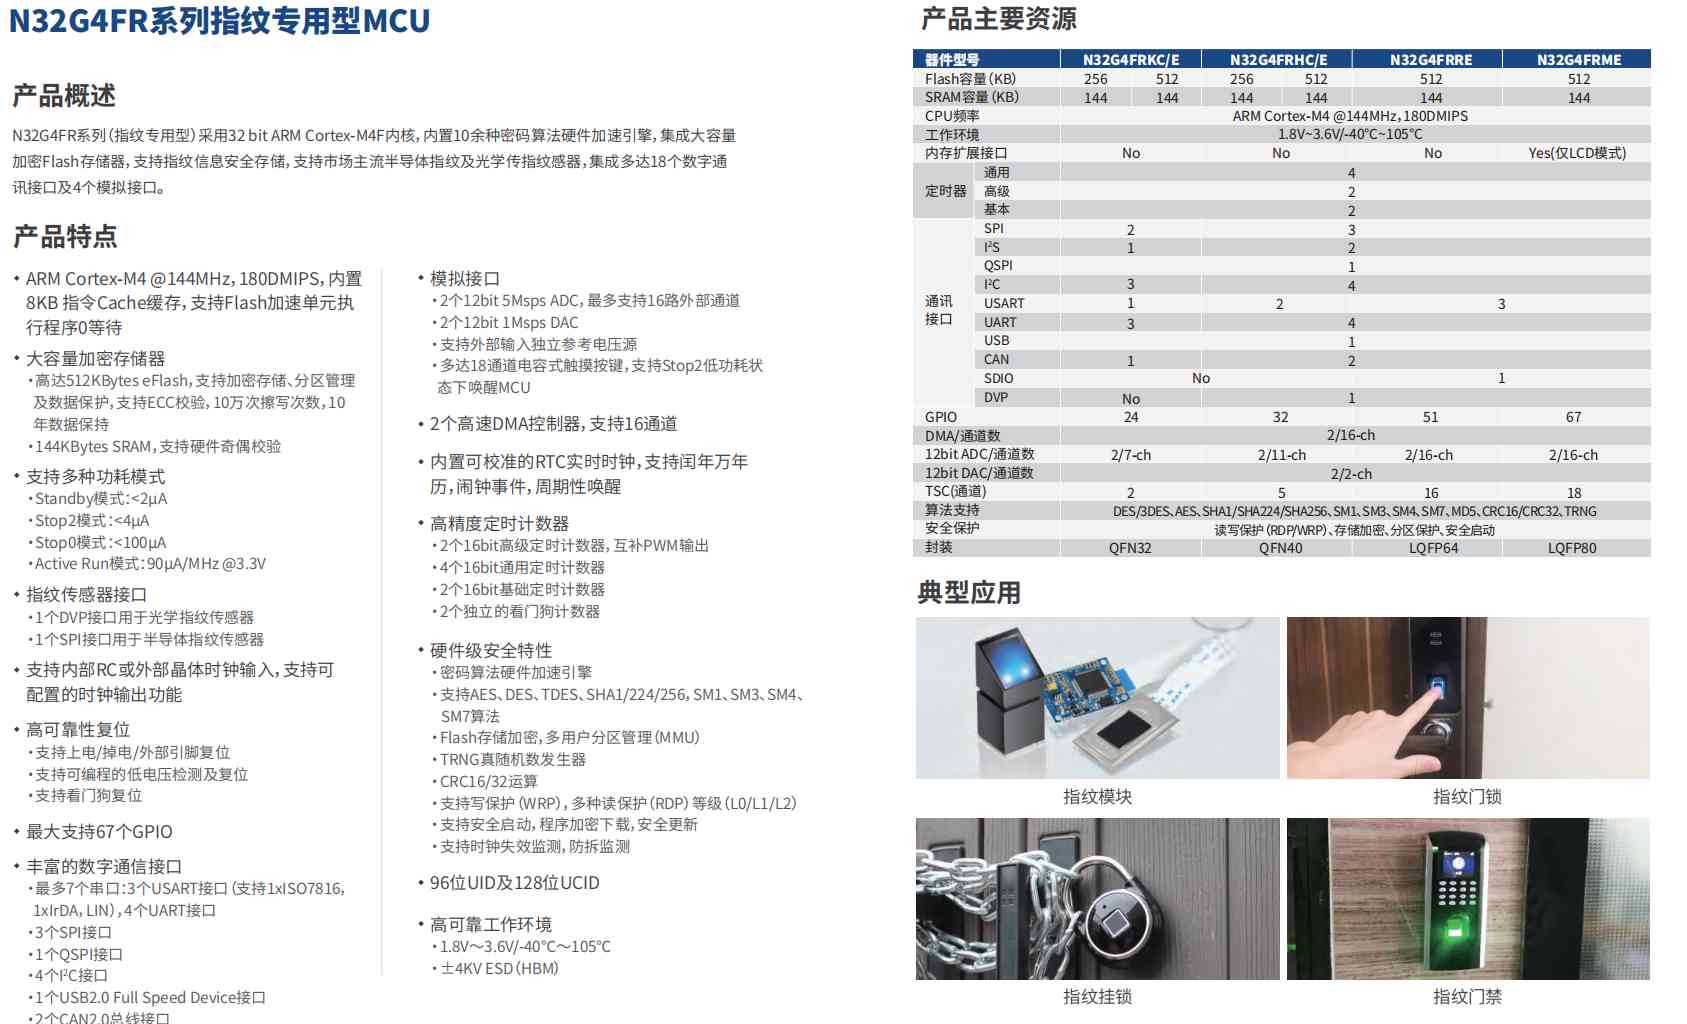 N32G4FR系列指纹专用型MCU
产品概述
N32G4FR系列(指纹专用型)采用32 bit ARM Cortex-M4F内核,内置10余种密码算法硬件加速引擎,集成大容量
加密Flash存储器,支持指纹信息安全存储,支持市场主流半导体指纹及光学传指纹感器,集成多达18个数字通
讯接口及4个模拟接口。
产品特点
• ARM Cortex-M4 @144MHz, 180DMIPS, 内置
8KB 指令Cache缓存,支持Flash加速单元执
行程序0等待
• 大容量加密存储器
• 高达512KBytes eFlash,支持加密存储、分区管理
及数据保护,支持ECC校验,10万次擦写次数,10
年数据保持
• 144KBytes SRAM,支持硬件奇偶校验
• 支持多种功耗模式
• Standby模式:<2μA
• Stop2模式:<4μA
• Stop0模式:<100μA
• Active Run模式:90μA/MHz @3.3V
• 指纹传感器接口
• 1个DVP接口用于光学指纹传感器
• 1个SPI接口用于半导体指纹传感器
• 支持内部RC或外部晶体时钟输入,支持可
配置的时钟输出功能
• 高可靠性复位
• 支持上电/掉电/外部引脚复位
• 支持可编程的低电压检测及复位
• 支持看门狗复位
• 最大支持67个GPIO
• 丰富的数字通信接口
• 最多7个串口:3个USART接口(支持1xISO7816,
1xIrDA, LIN),4个UART接口
• 3个SPI接口
• 1个QSPI接口
• 4个I²C接口
• 1个USB2.0 Full Speed Device接口
• 2个CAN2.0总线接口
• 模拟接口
• 2个12bit 5Msps ADC,最多支持16路外部通道
• 2个12bit 1Msps DAC
• 支持外部输入独立参考电压源
• 多达18通道电容式触摸按键,支持Stop2低功耗状
态下唤醒MCU
• 2个高速DMA控制器,支持16通道
• 内置可校准的RTC实时时钟,支持闰年万年
历,闹钟事件,周期性唤醒
• 高精度定时计数器
• 2个16bit高级定时计数器,互补PWM输出
• 4个16bit通用定时计数器
• 2个16bit基础定时计数器
• 2个独立的看门狗计数器
• 硬件级安全特性
• 密码算法硬件加速引擎
• 支持AES、DES、TDES、SHA1/224/256, SM1、SM3、SM4、
SM7算法
• Flash存储加密,多用户分区管理(MMU)
• TRNG真随机数发生器
• CRC16/32运算
• 支持写保护(WRP),多种读保护(RDP)等级(L0/L1/L2)
• 支持安全启动,程序加密下载,安全更新
• 支持时钟失效监测,防拆监测
• 96位UID及128位UCID
• 高可靠工作环境
• 1.8V～3.6V/-40℃～105℃
• ±4KV ESD(HBM)
产品主要资源
器件型号 N32G4FRKC/E N32G4FRHC/E N32G4FRRE N32G4FRME
Flash容量(KB) 256 512 256 512 512 512
SRAM容量(KB) 144 144 144 144 144 144
CPU频率 ARM Cortex-M4 @144MHz, 180DMIPS
工作环境 1.8V~3.6V/-40℃~105℃
内存扩展接口 No No No Yes(仅LCD模式)
定时器 通用 4
高级 2
基本 2
通讯接口 SPI 2 3
I²S 1 2
QSPI 1
I²C 3 4
USART 1 2 3
UART 3 4
USB 1
CAN 1 2
SDIO No 1
DVP No 1
GPIO 24 32 51 67
DMA/通道数 2/16-ch
12bit ADC/通道数 2/7-ch 2/11-ch 2/16-ch 2/16-ch
12bit DAC/通道数 2/2-ch
TSC(通道) 2 5 16 18
算法支持 DES/3DES、AES、SHA1/SHA224/SHA256、SM1、SM3、SM4、SM7、MD5、CRC16/CRC32、TRNG
安全保护 读写保护(RDP/WRP)、存储加密、分区保护、安全启动
封装 QFN32 QFN40 LQFP64 LQFP80
典型应用
指纹模块
指纹门锁
指纹挂锁
指纹门禁